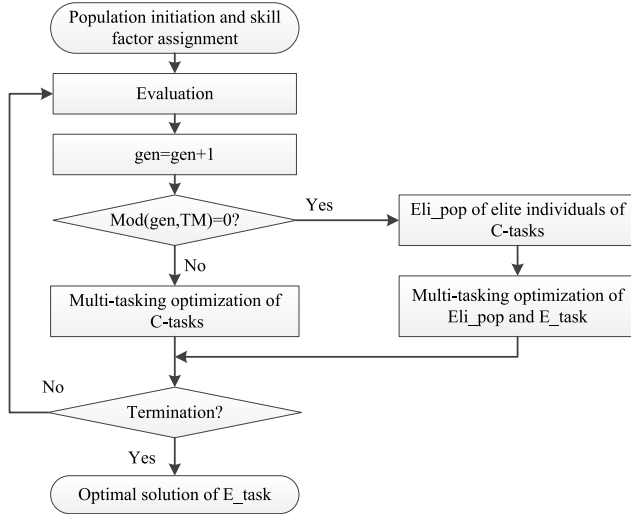 Population initiation and skill
factor assignment
Evaluation
gen=gen+1
Mod(gen,TM)=0?
Yes
Eli_pop of elite individuals of
C-tasks
No
Multi-tasking optimization of
C-tasks
Multi-tasking optimization of
Eli_pop and E_task
No
Termination?
Yes
Optimal solution of E_task